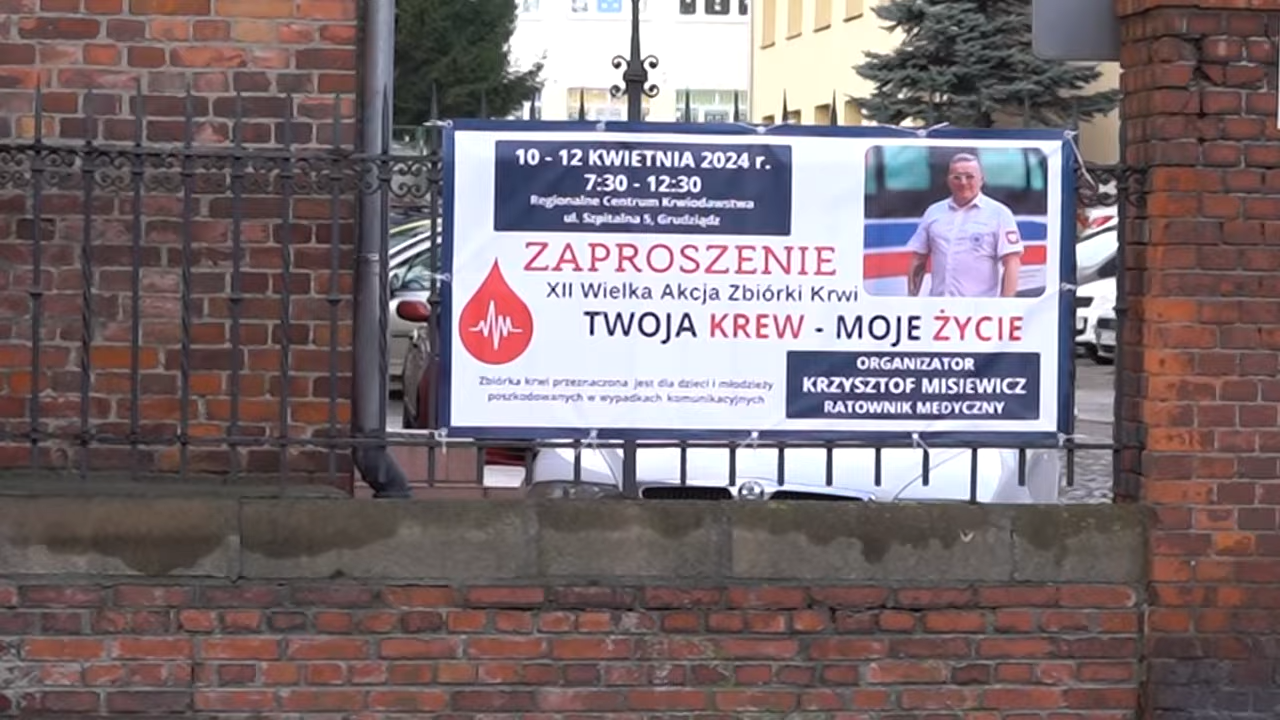 10 - 12 KWIETNIA 2024 r.
7:30 - 12:30
Regionalne Centrum Krwiodawstwa
ul. Szpitalna 5, Grudziądz
ZAPROSZENIE
XII Wielka Akcja Zbiórki Krwi
TWOJA KREW - MOJE ŻYCIE
Zbiórka krwi przeznaczona jest dla dzieci i młodzieży
poszkodowanych w wypadkach komunikacyjnych
ORGANIZATOR
KRZYSZTOF MISIEWICZ
RATOWNIK MEDYCZNY